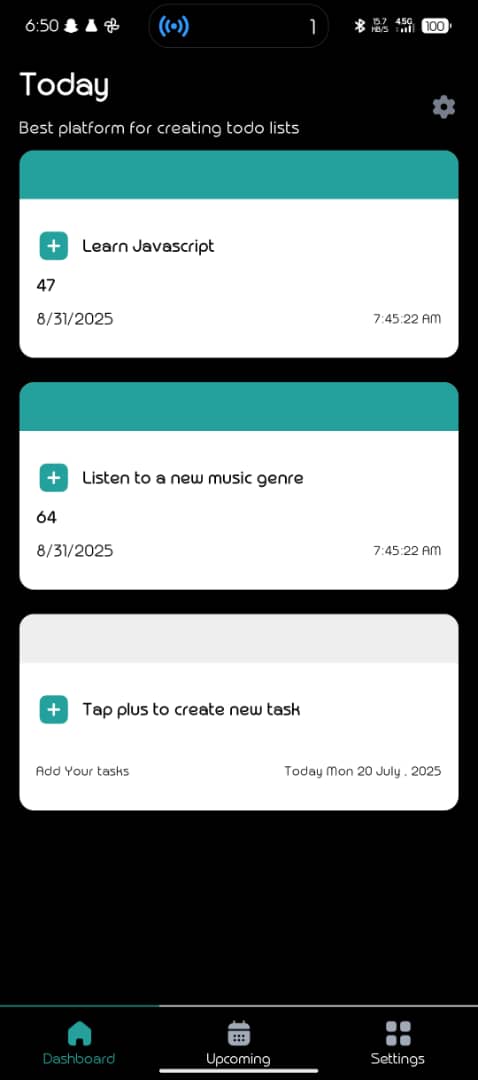 6:50 1 15.7 KB/S 4.5G 100
Today
Best platform for creating todo lists
Learn Javascript
47
8/31/2025 7:45:22 AM
Listen to a new music genre
64
8/31/2025 7:45:22 AM
Tap plus to create new task
Add Your tasks Today Mon 20 July . 2025
Dashboard Upcoming Settings